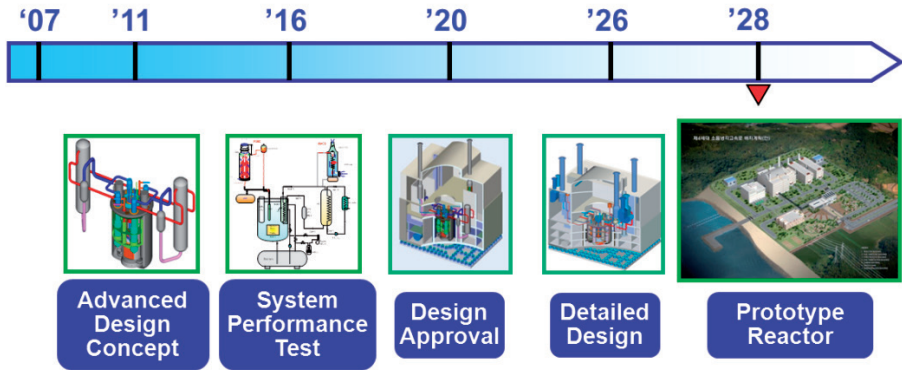 ‘07
’11
’16
’20
’26
’28
Advanced
Design
Concept
System
Performance
Test
Design
Approval
Detailed
Design
Prototype
Reactor